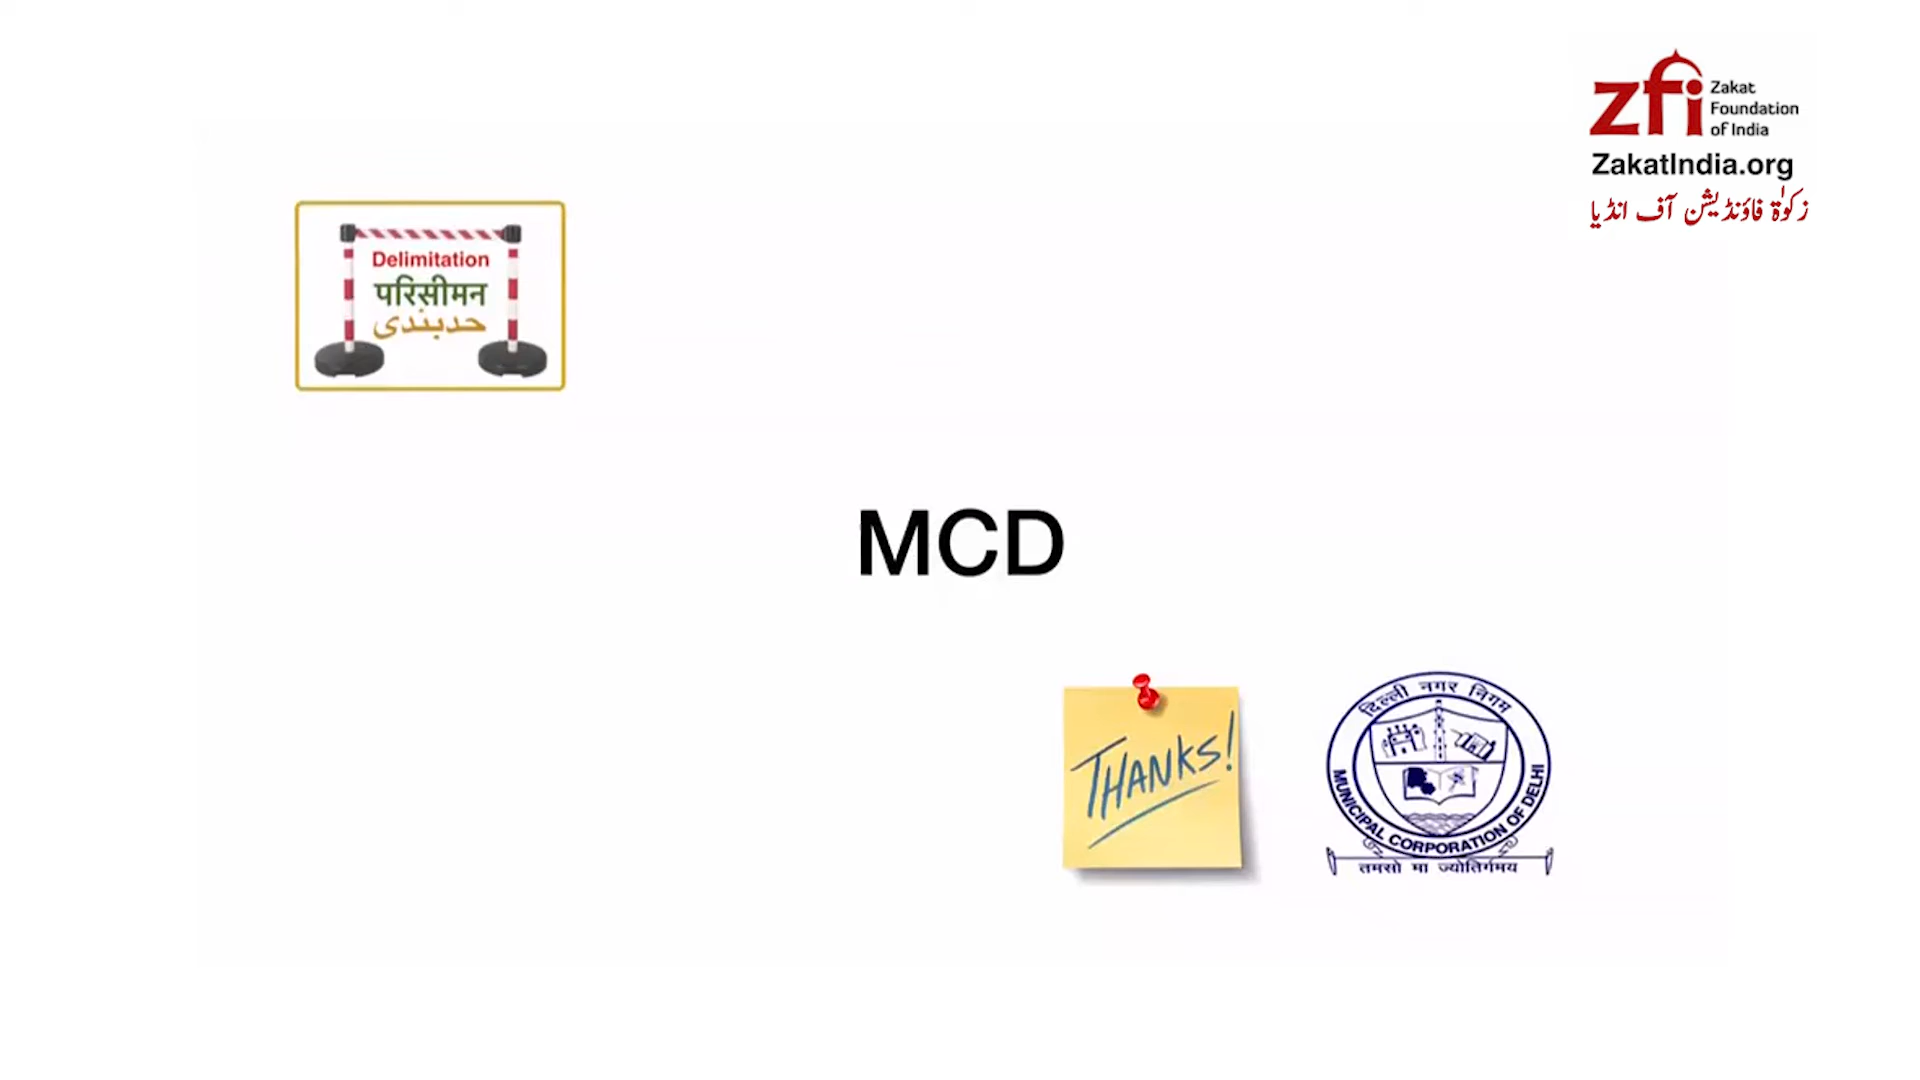 zfi
Zakat
Foundation
of India
ZakatIndia.org
زکوٰۃ فاؤنڈیشن آف انڈیا
Delimitation
परिसीमन
حدبندی
MCD
THANKS!
दिल्ली नगर निगम
MUNICIPAL CORPORATION OF DELHI
तमसो मा ज्योतिर्गमय